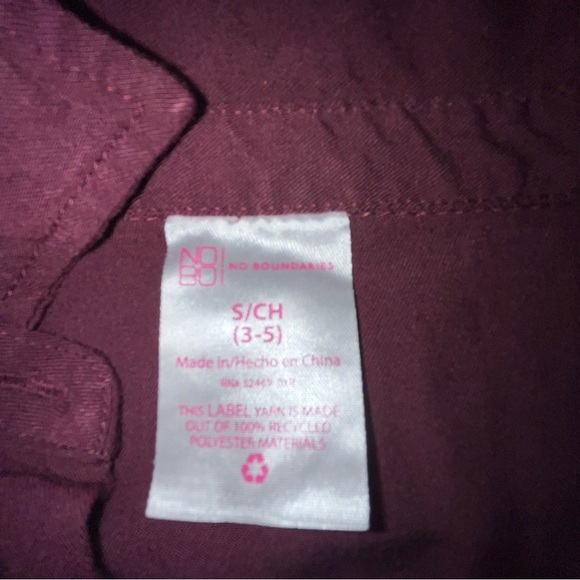 NO
BO
NO BOUNDARIES
S/CH
(3-5)
Made in/Hecho en China
THIS LABEL YARN IS MADE
OUT OF 100% RECYCLED
POLYESTER MATERIALS